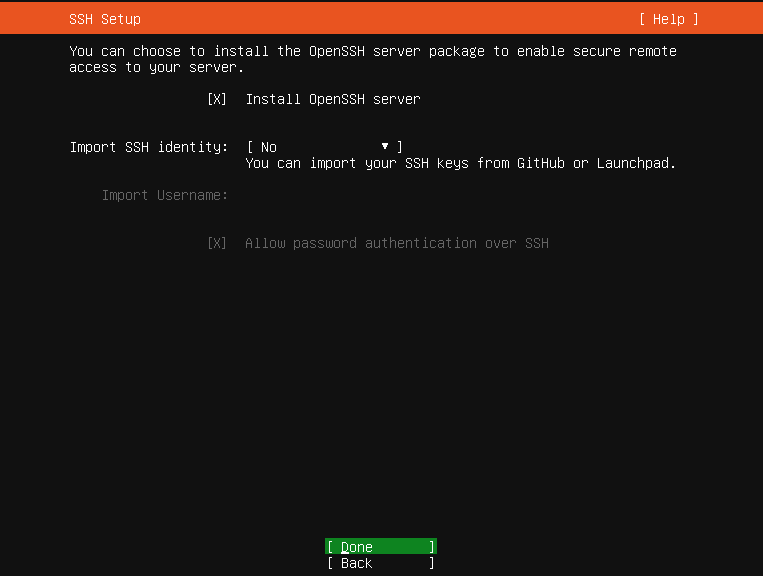 SSH Setup [ Help ]
You can choose to install the OpenSSH server package to enable secure remote
access to your server.
[X] Install OpenSSH server
Import SSH identity: [ No ▾ ]
You can import your SSH keys from GitHub or Launchpad.
Import Username:
[X] Allow password authentication over SSH
[ Done ]
[ Back ]